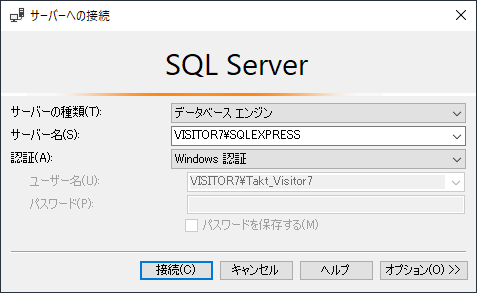 サーバーへの接続
SQL Server
サーバーの種類(T): データベース エンジン
サーバー名(S): VISITOR7¥SQLEXPRESS
認証(A): Windows 認証
ユーザー名(U): VISITOR7¥Takt_Visitor7
パスワード(P):
パスワードを保存する(M)
接続(C) キャンセル ヘルプ オプション(O) >>